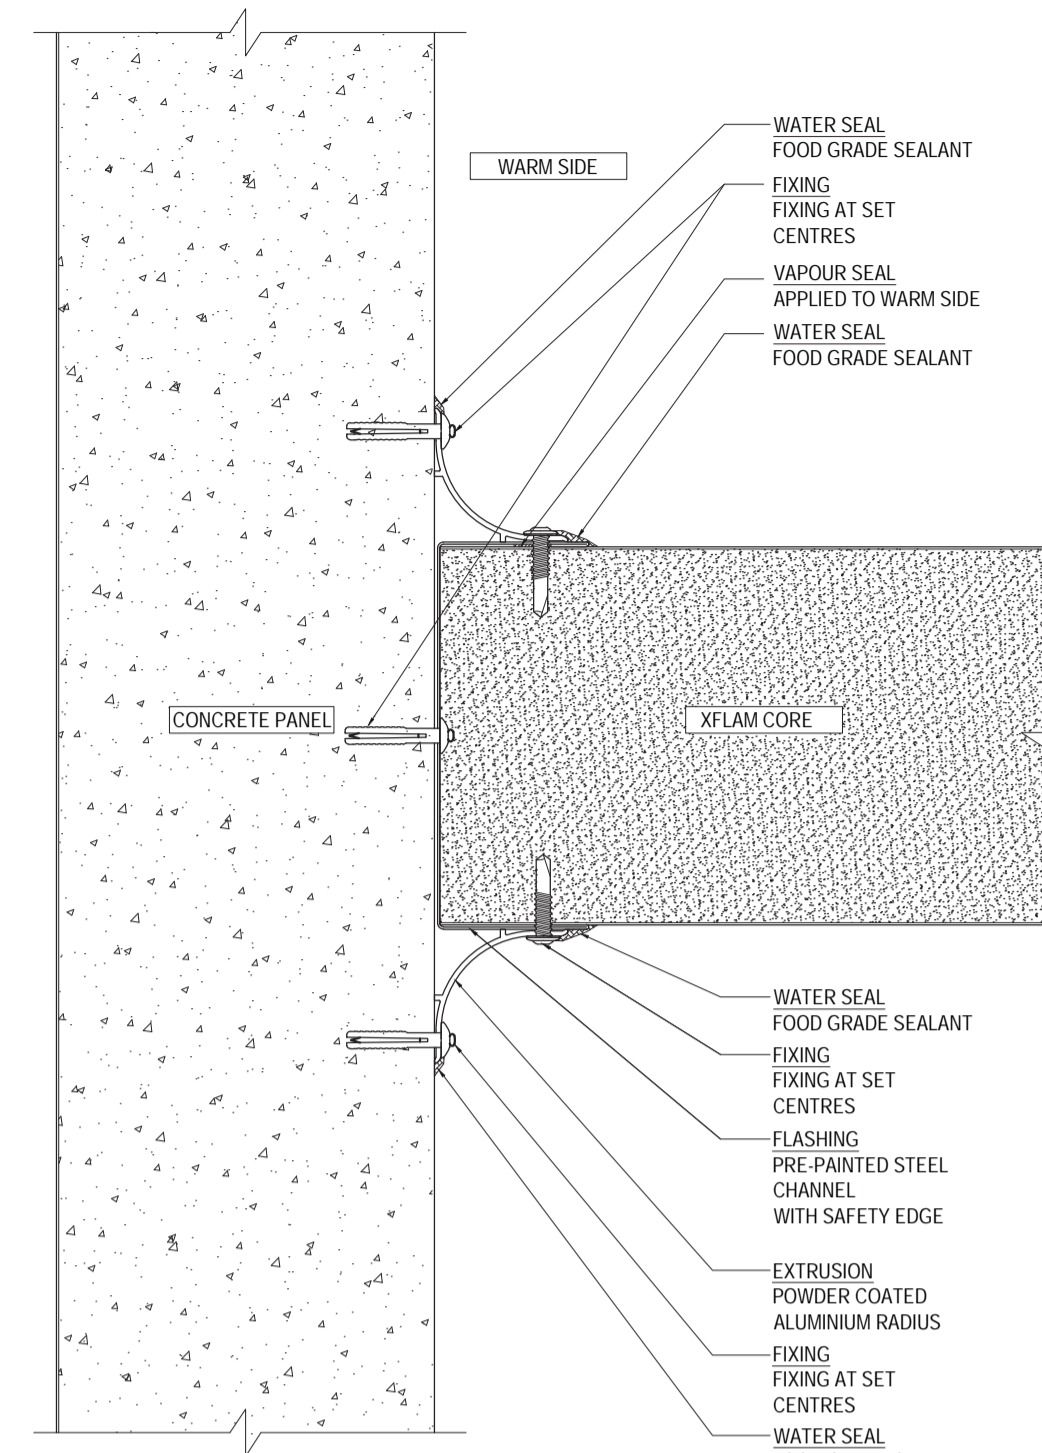 WATER SEAL
FOOD GRADE SEALANT
WARM SIDE
FIXING
FIXING AT SET
CENTRES
VAPOUR SEAL
APPLIED TO WARM SIDE
WATER SEAL
FOOD GRADE SEALANT
CONCRETE PANEL
XFLAM CORE
WATER SEAL
FOOD GRADE SEALANT
FIXING
FIXING AT SET
CENTRES
FLASHING
PRE-PAINTED STEEL
CHANNEL
WITH SAFETY EDGE
EXTRUSION
POWDER COATED
ALUMINIUM RADIUS
FIXING
FIXING AT SET
CENTRES
WATER SEAL